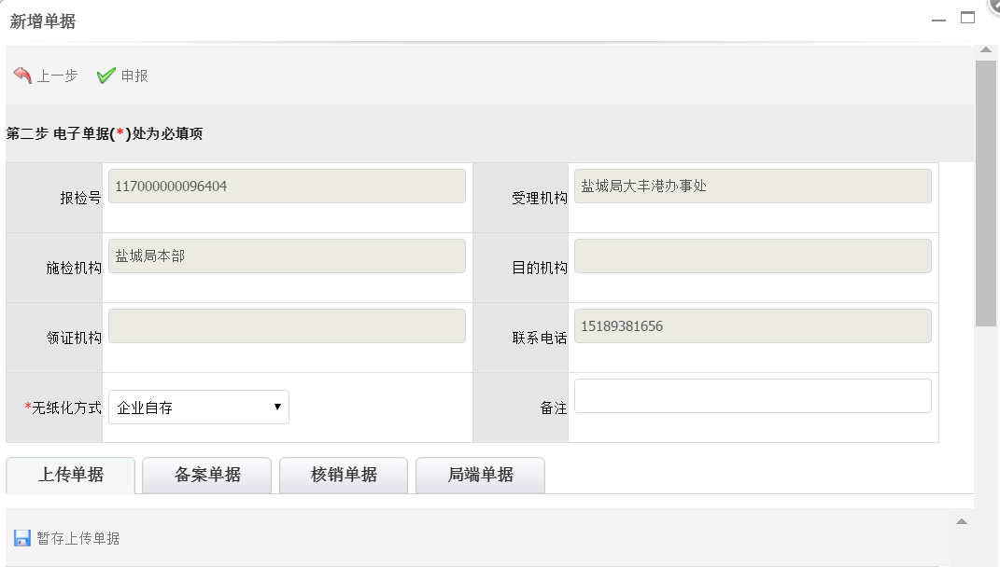 新增单据
上一步 申报
第二步 电子单据(*)处为必填项
报检号 117000000096404 受理机构 盐城局大丰港办事处
施检机构 盐城局本部 目的机构
领证机构 联系电话 15189381656
*无纸化方式 企业自存 备注
上传单据 备案单据 核销单据 局端单据
暂存上传单据